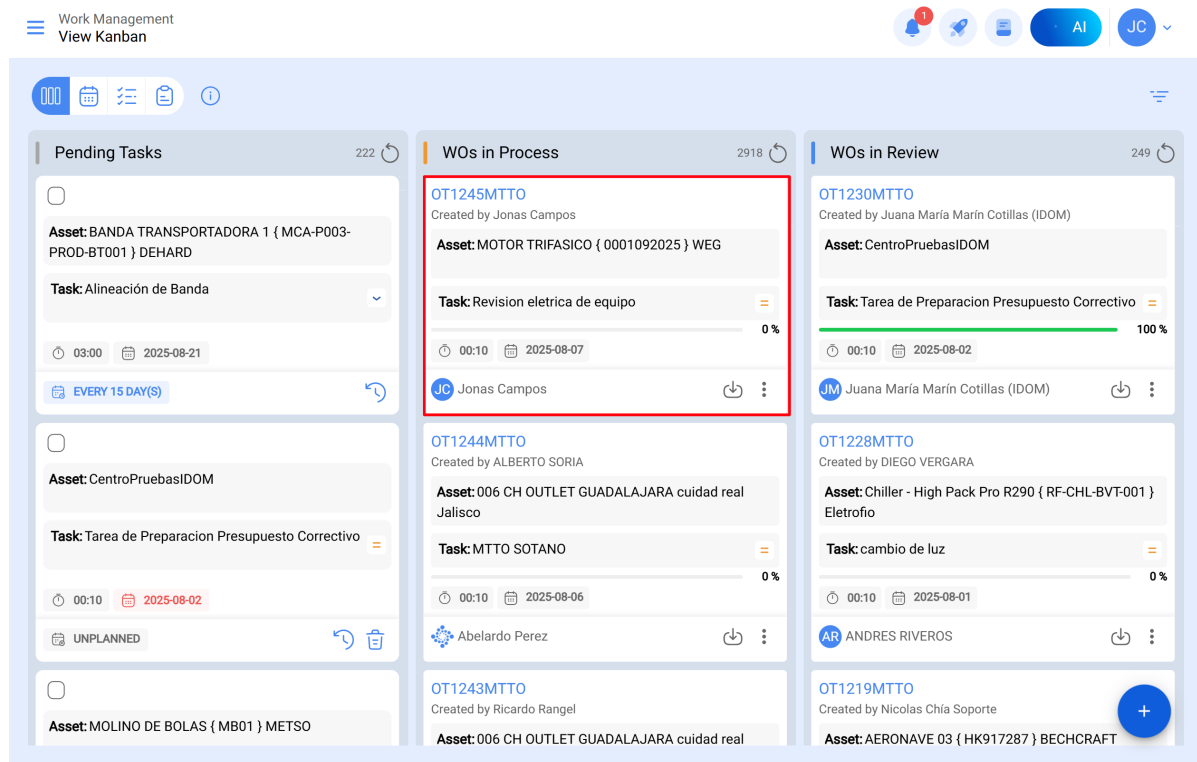 Work Management
View Kanban
1
AI
JC
Pending Tasks
222
Asset: BANDA TRANSPORTADORA 1 { MCA-P003-
PROD-BT001 } DEHARD
Task: Alineación de Banda
03:00
2025-08-21
EVERY 15 DAY(S)
Asset: CentroPruebasIDOM
Task: Tarea de Preparacion Presupuesto Correctivo
00:10
2025-08-02
UNPLANNED
Asset: MOLINO DE BOLAS { MB01 } METSO
WOs in Process
2918
OT1245MTTO
Created by Jonas Campos
Asset: MOTOR TRIFASICO { 0001092025 } WEG
Task: Revision eletrica de equipo
0 %
00:10
2025-08-07
JC Jonas Campos
OT1244MTTO
Created by ALBERTO SORIA
Asset: 006 CH OUTLET GUADALAJARA cuidad real
Jalisco
Task: MTTO SOTANO
0 %
00:10
2025-08-06
Abelardo Perez
OT1243MTTO
Created by Ricardo Rangel
Asset: 006 CH OUTLET GUADALAJARA cuidad real
WOs in Review
249
OT1230MTTO
Created by Juana María Marín Cotillas (IDOM)
Asset: CentroPruebasIDOM
Task: Tarea de Preparacion Presupuesto Correctivo
100 %
00:10
2025-08-02
JM Juana María Marín Cotillas (IDOM)
OT1228MTTO
Created by DIEGO VERGARA
Asset: Chiller - High Pack Pro R290 { RF-CHL-BVT-001 }
Eletrofio
Task: cambio de luz
0 %
00:10
2025-08-01
AR ANDRES RIVEROS
OT1219MTTO
Created by Nicolas Chía Soporte
Asset: AERONAVE 03 { HK917287 } BECHCRAFT